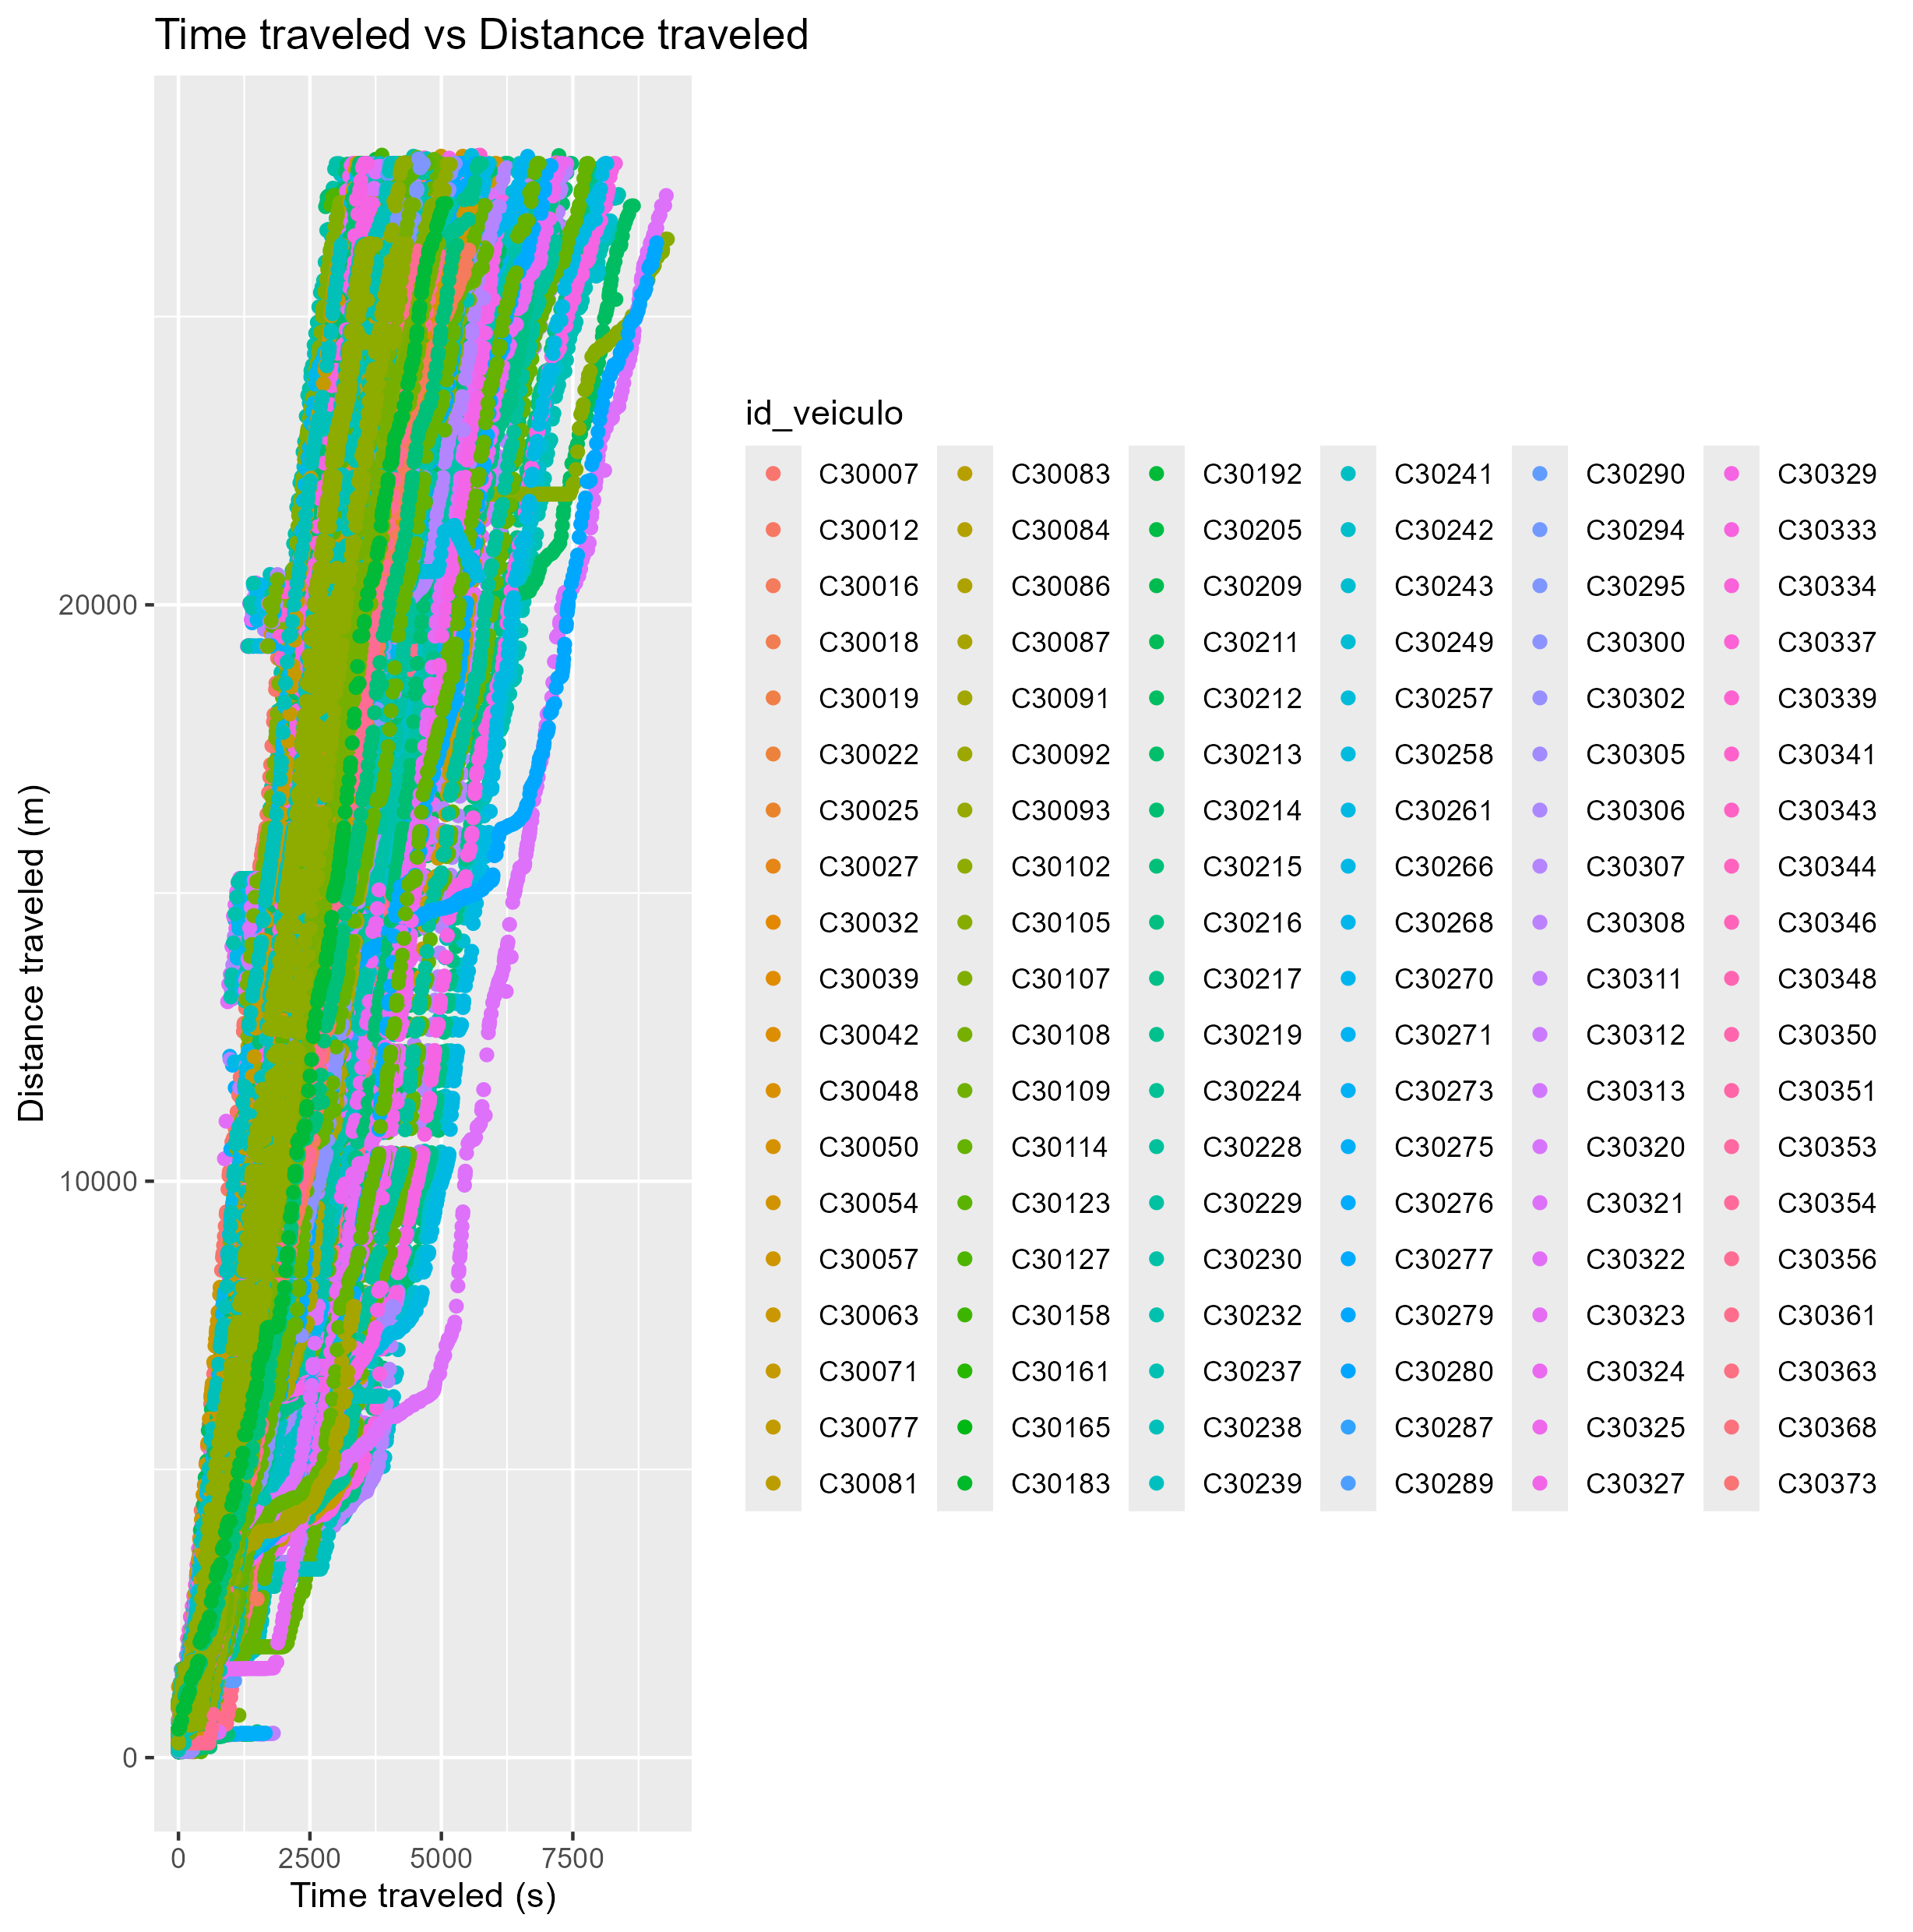 Time traveled vs Distance traveled
Distance traveled (m)
20000
10000
0
0 2500 5000 7500
Time traveled (s)
id_veiculo
C30007 C30083 C30192 C30241 C30290 C30329
C30012 C30084 C30205 C30242 C30294 C30333
C30016 C30086 C30209 C30243 C30295 C30334
C30018 C30087 C30211 C30249 C30300 C30337
C30019 C30091 C30212 C30257 C30302 C30339
C30022 C30092 C30213 C30258 C30305 C30341
C30025 C30093 C30214 C30261 C30306 C30343
C30027 C30102 C30215 C30266 C30307 C30344
C30032 C30105 C30216 C30268 C30308 C30346
C30039 C30107 C30217 C30270 C30311 C30348
C30042 C30108 C30219 C30271 C30312 C30350
C30048 C30109 C30224 C30273 C30313 C30351
C30050 C30114 C30228 C30275 C30320 C30353
C30054 C30123 C30229 C30276 C30321 C30354
C30057 C30127 C30230 C30277 C30322 C30356
C30063 C30158 C30232 C30279 C30323 C30361
C30071 C30161 C30237 C30280 C30324 C30363
C30077 C30165 C30238 C30287 C30325 C30368
C30081 C30183 C30239 C30289 C30327 C30373